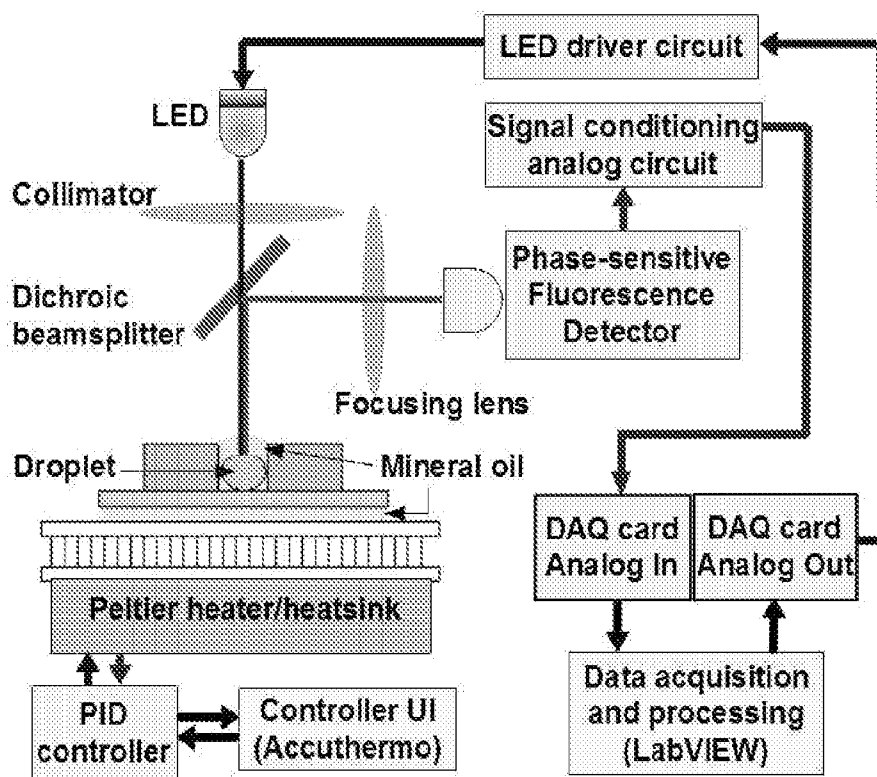 LED driver circuit
LED
Signal conditioning
analog circuit
Collimator
Phase-sensitive
Fluorescence
Detector
Dichroic
beamsplitter
Focusing lens
Droplet
Mineral oil
DAQ card
Analog In
DAQ card
Analog Out
Peltier heater/heatsink
PID
controller
Controller UI
(Accuthermo)
Data acquisition
and processing
(LabVIEW)